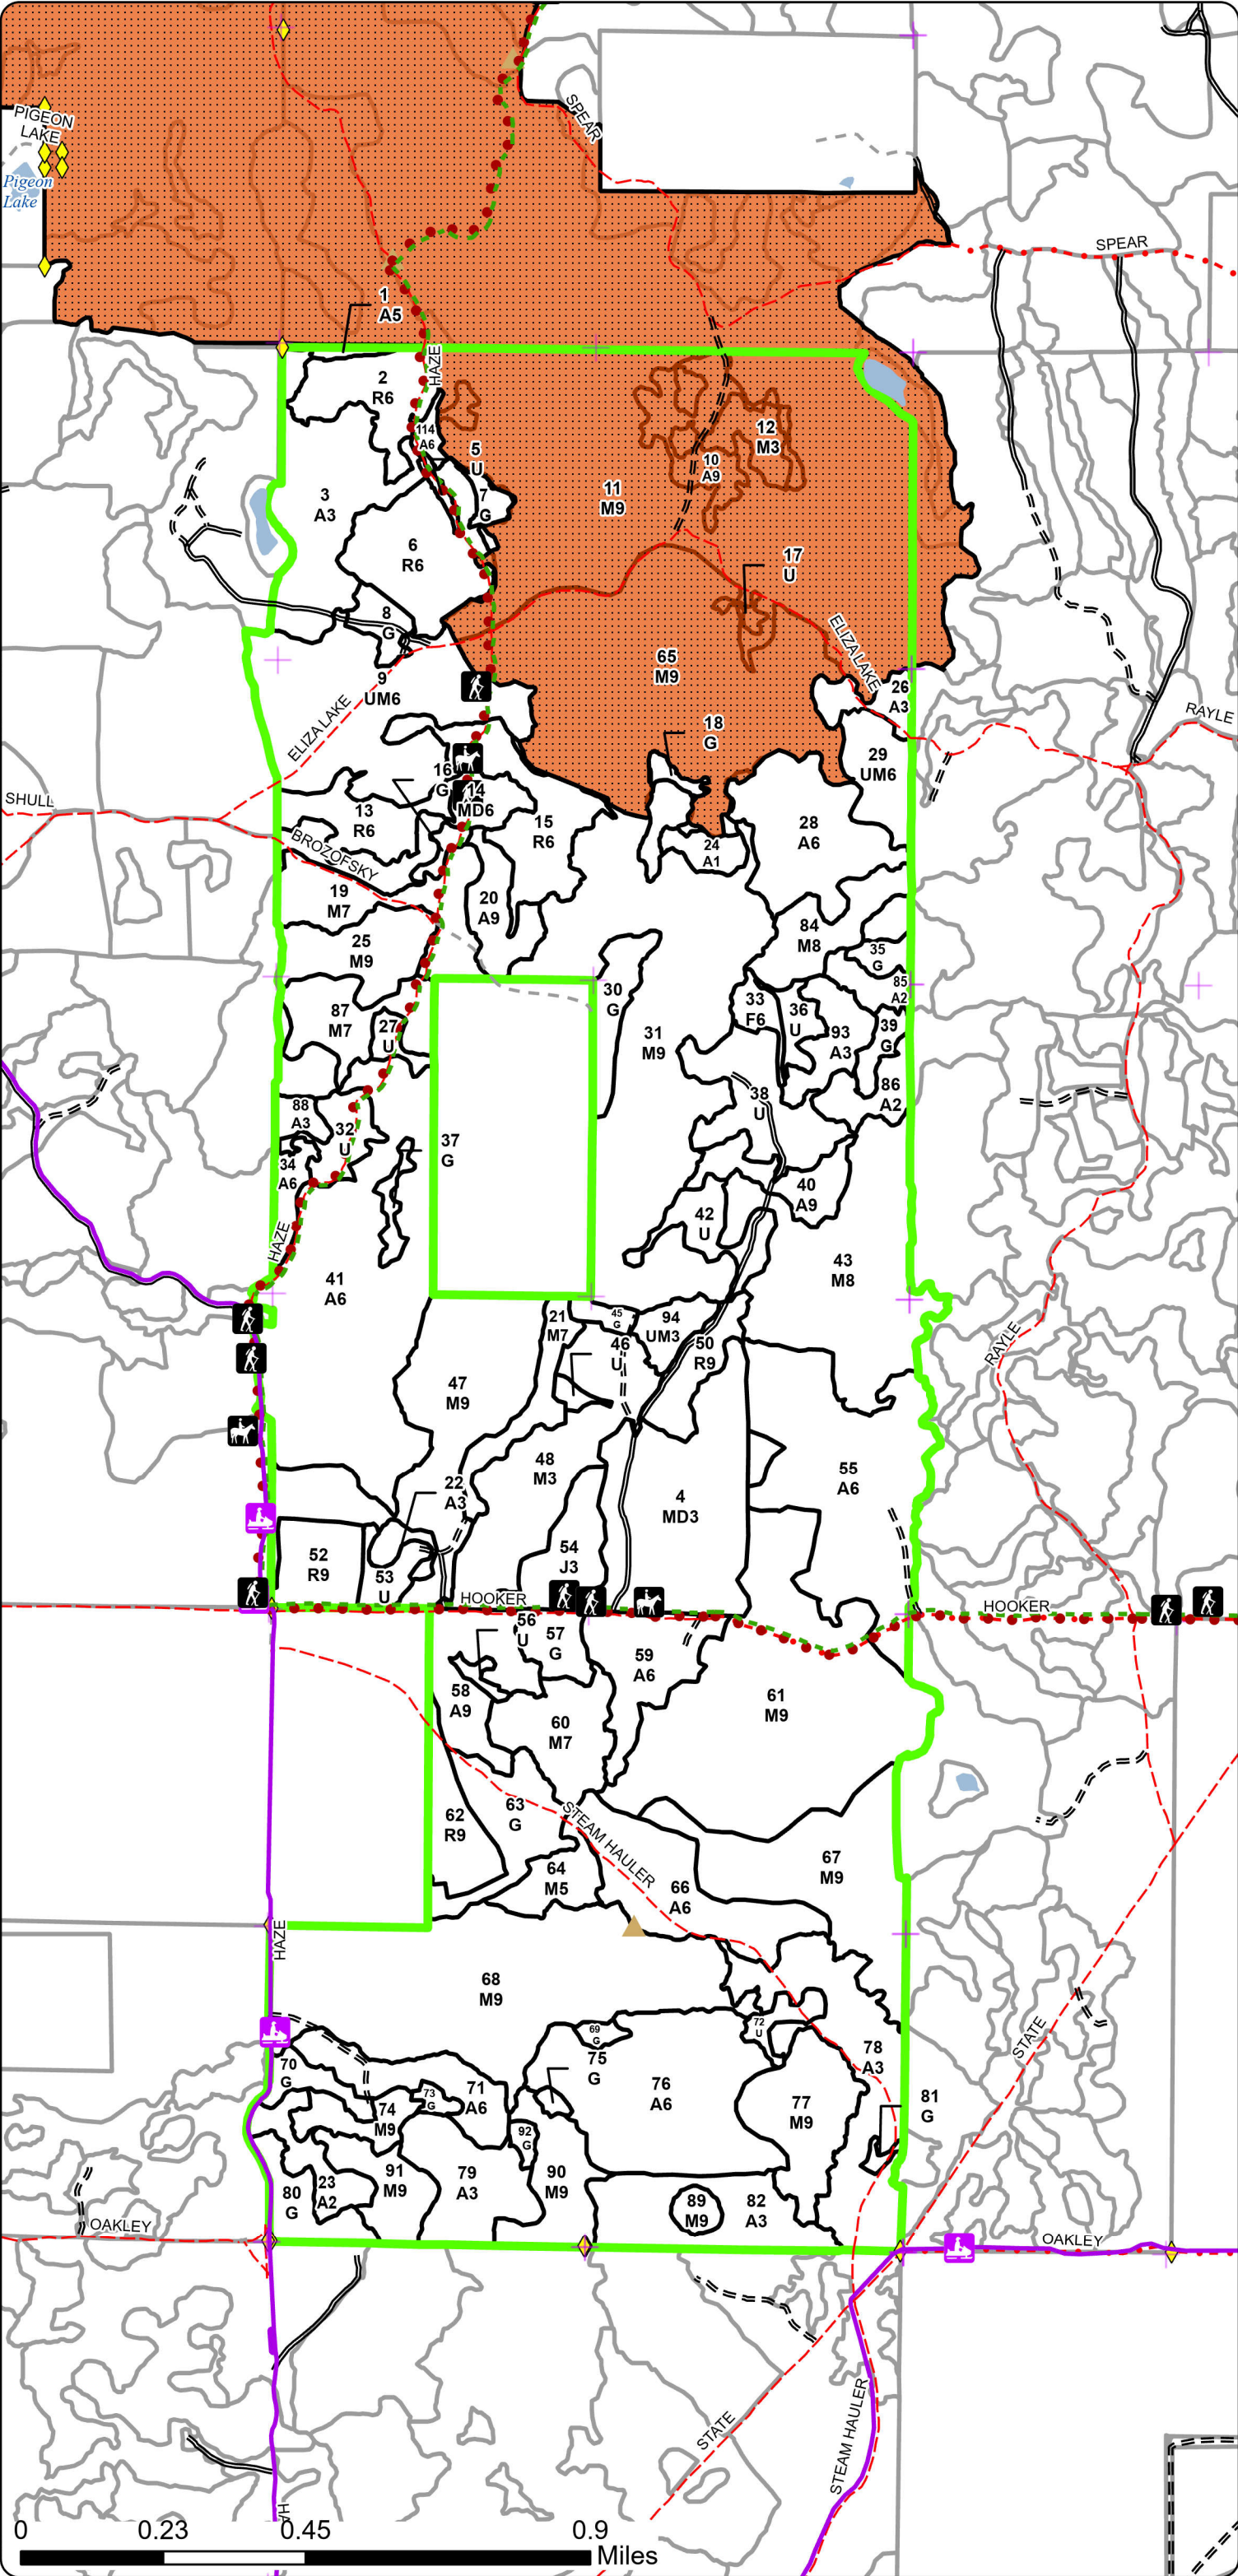 SPEAR
PIGEON
LAKE
Pigeon
Lake
SPEAR
1
A5
HAZE
2
R6
114
A6
5
U
7
G
12
M3
10
A9
11
M9
3
A3
6
R6
17
U
8
G
ELIZA LAKE
65
M9
9
UM6
26
A3
ELIZA LAKE
RAYLE
18
G
29
UM6
16
G
14
MD6
SHULL
13
R6
15
R6
28
A6
BROZOFSKY
24
A1
19
M7
20
A9
25
M9
84
M8
35
G
85
A2
30
G
33
F6
36
U
87
M7
27
U
31
M9
93
A3
39
G
86
A2
38
U
88
A3
32
U
37
G
34
A6
40
A9
42
U
HAZE
41
A6
43
M8
21
M7
45
G
94
UM3
46
U
50
R9
RAYLE
47
M9
48
M3
55
A6
22
A3
4
MD3
52
R9
54
J3
53
U
HOOKER
HOOKER
56
U
57
G
59
A6
58
A9
61
M9
60
M7
62
R9
63
G
STEAM HAULER
64
M5
67
M9
66
A6
HAZE
68
M9
69
G
72
U
STATE
70
G
75
G
78
A3
73
G
71
A6
76
A6
77
M9
81
G
74
M9
92
G
80
G
23
A2
91
M9
79
A3
90
M9
89
M9
82
A3
OAKLEY
OAKLEY
STATE
STEAM HAULER
0
0.23
0.45
0.9
Miles